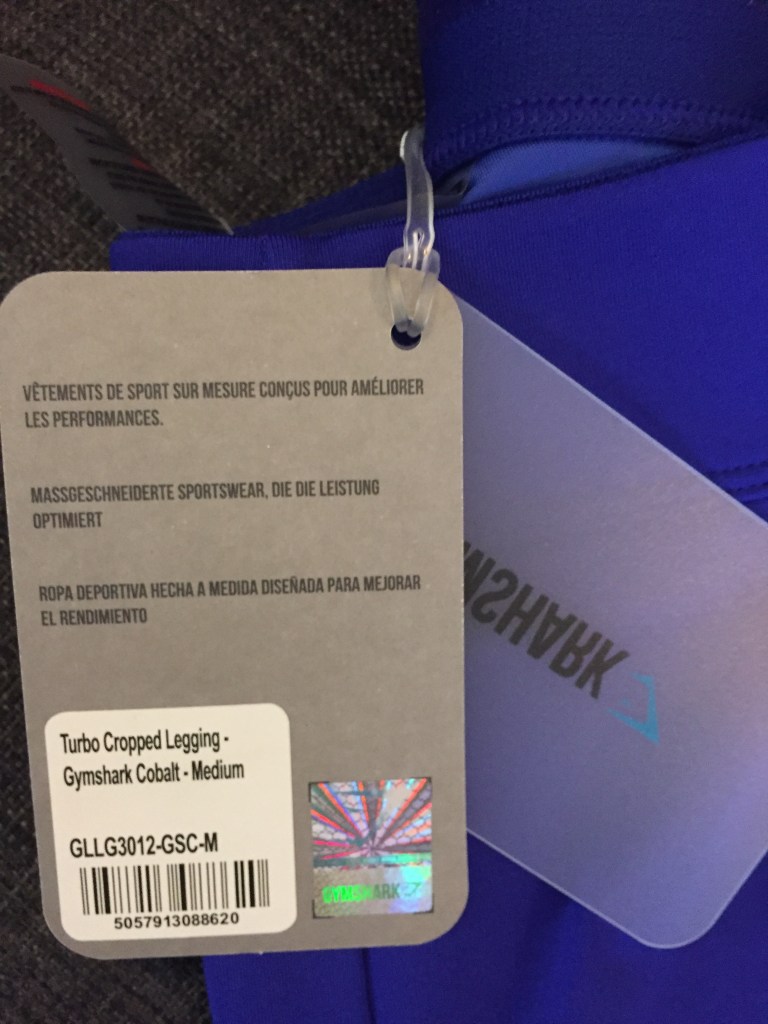 VÊTEMENTS DE SPORT SUR MESURE CONÇUS POUR AMÉLIORER
LES PERFORMANCES.
MASSGESCHNEIDERTE SPORTSWEAR, DIE DIE LEISTUNG
OPTIMIERT
ROPA DEPORTIVA HECHA A MEDIDA DISEÑADA PARA MEJORAR
EL RENDIMIENTO
Turbo Cropped Legging -
Gymshark Cobalt - Medium
GLLG3012-GSC-M
5057913088620
GYMSHARK